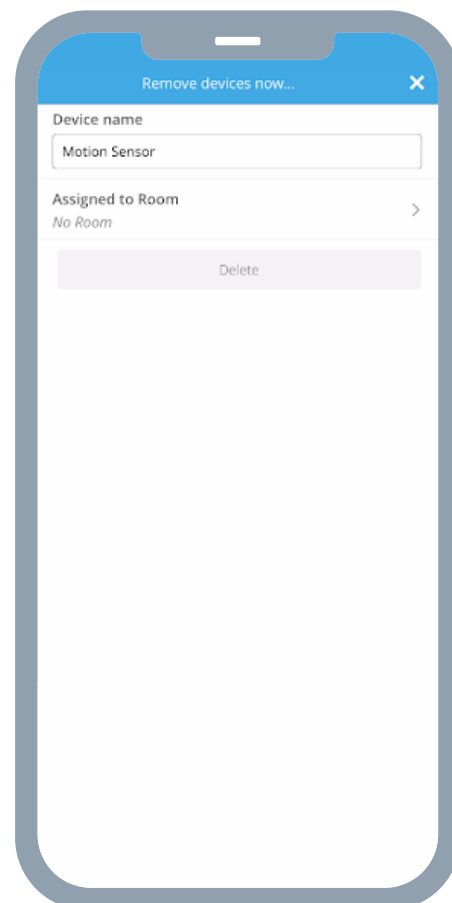 Remove devices now...
Device name
Motion Sensor
Assigned to Room
No Room
Delete